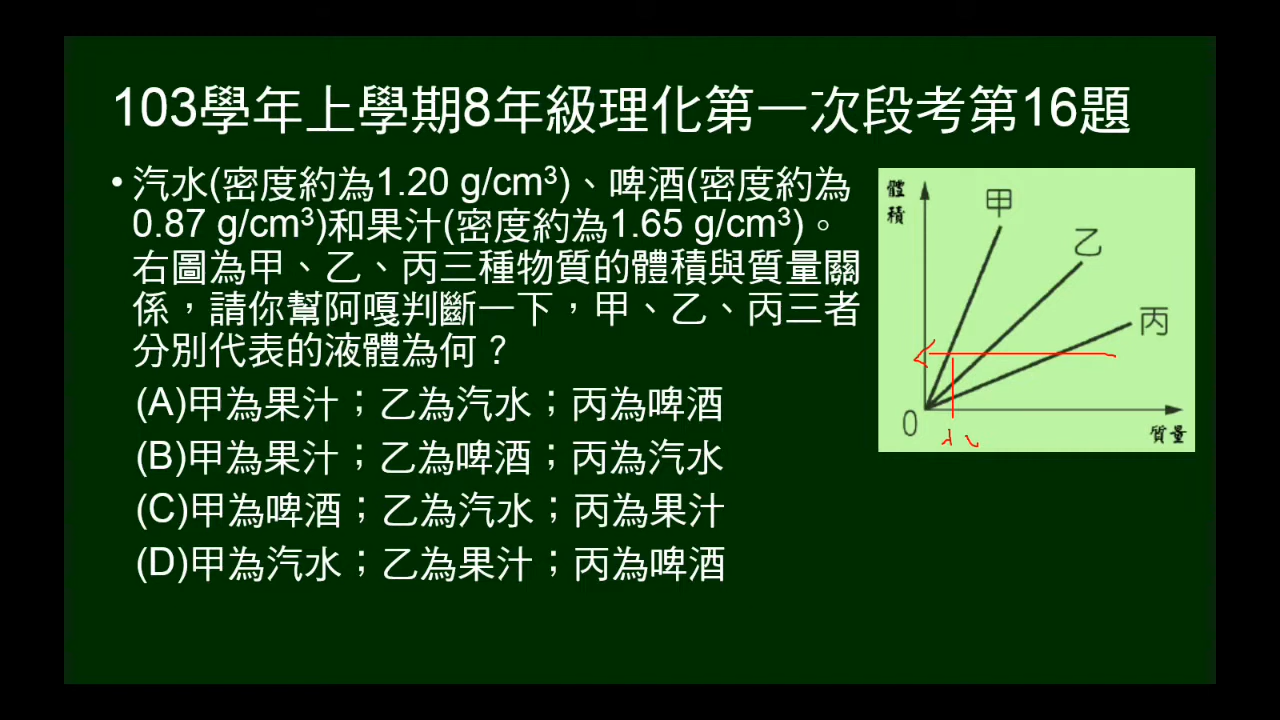 103學年上學期8年級理化第一次段考第16題
•汽水(密度約為1.20 g/cm³)、啤酒(密度約為
0.87 g/cm³)和果汁(密度約為1.65 g/cm³)。
右圖為甲、乙、丙三種物質的體積與質量關
係，請你幫阿嘎判斷一下，甲、乙、丙三者
分別代表的液體為何？
(A)甲為果汁；乙為汽水；丙為啤酒
(B)甲為果汁；乙為啤酒；丙為汽水
(C)甲為啤酒；乙為汽水；丙為果汁
(D)甲為汽水；乙為果汁；丙為啤酒
體積
甲
乙
丙
0
質量